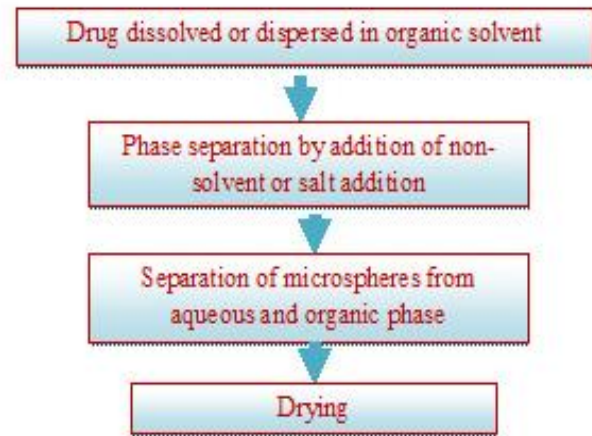 Drug dissolved or dispersed in organic solvent
Phase separation by addition of non-
solvent or salt addition
Separation of microspheres from
aqueous and organic phase
Drying